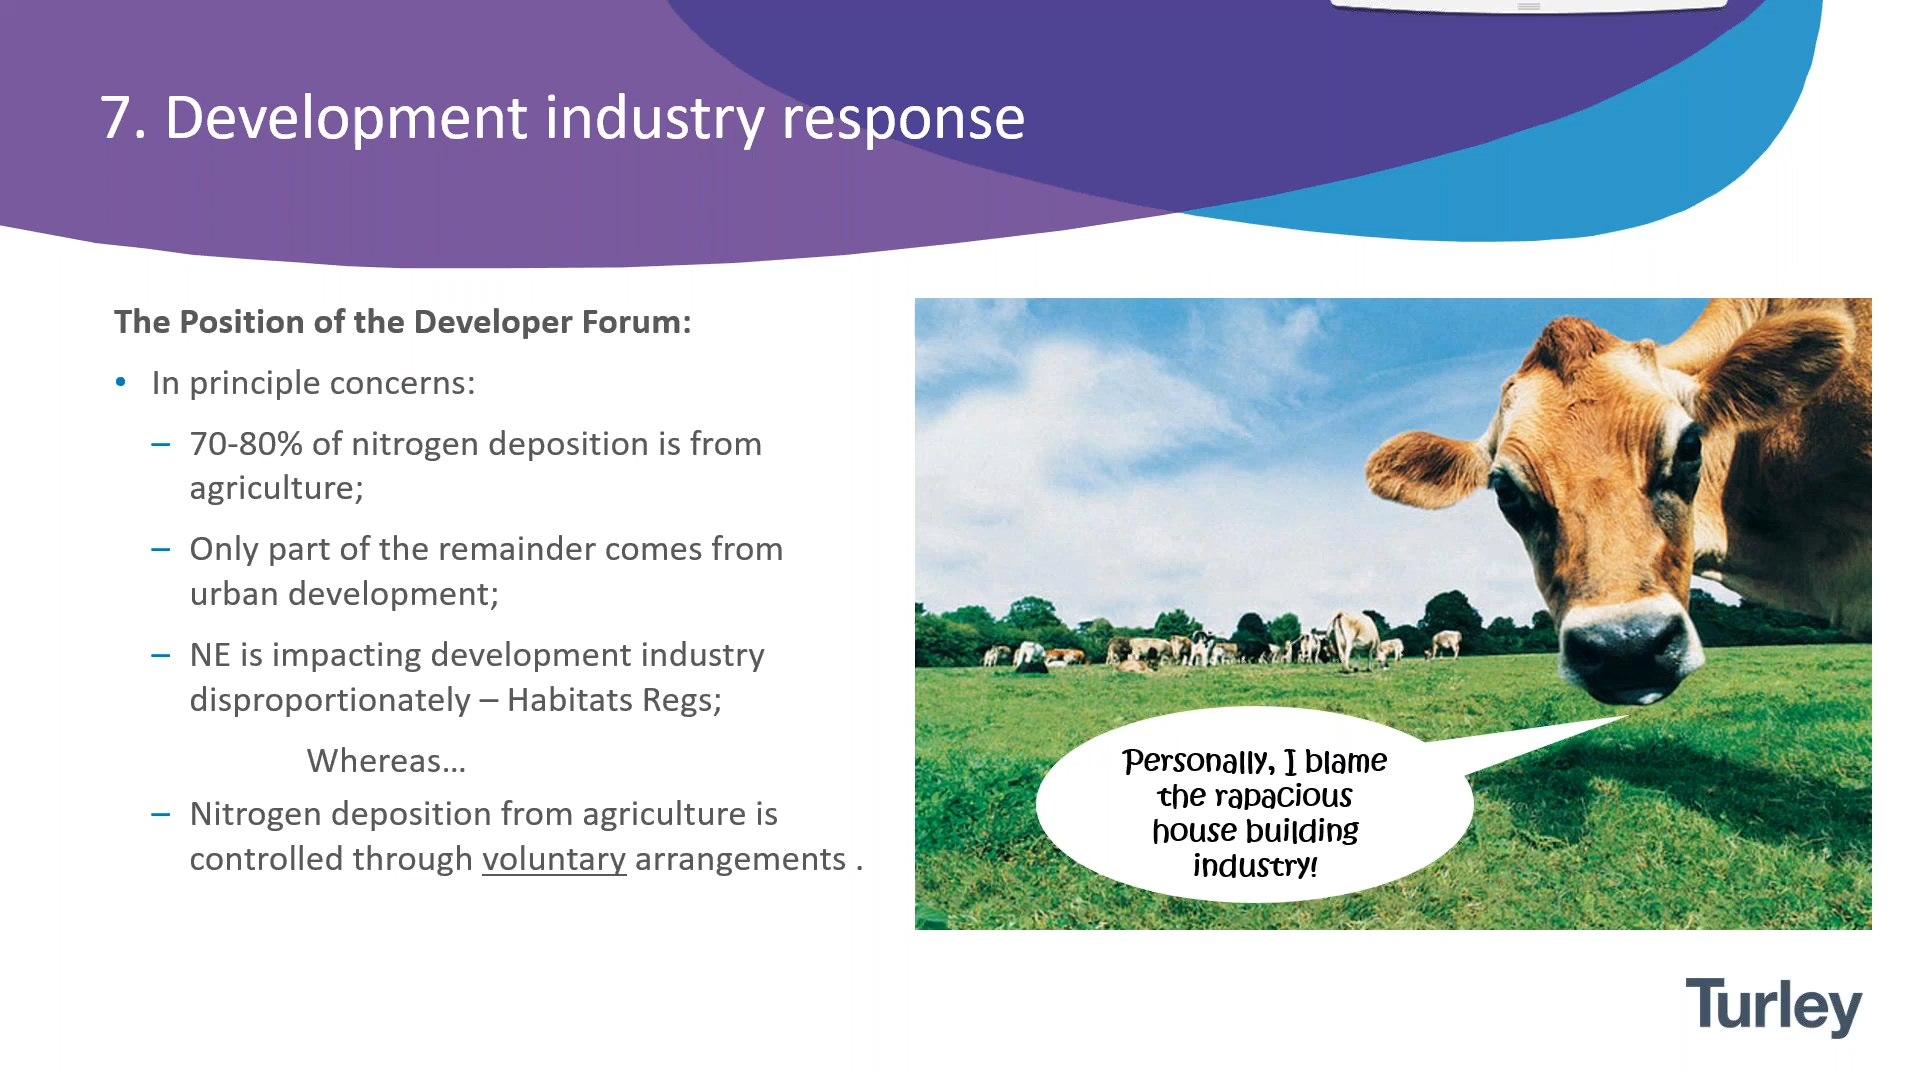 7. Development industry response
The Position of the Developer Forum:
• In principle concerns:
– 70-80% of nitrogen deposition is from
agriculture;
– Only part of the remainder comes from
urban development;
– NE is impacting development industry
disproportionately – Habitats Regs;
Whereas…
– Nitrogen deposition from agriculture is
controlled through voluntary arrangements .
Personally, I blame
the rapacious
house building
industry!
Turley